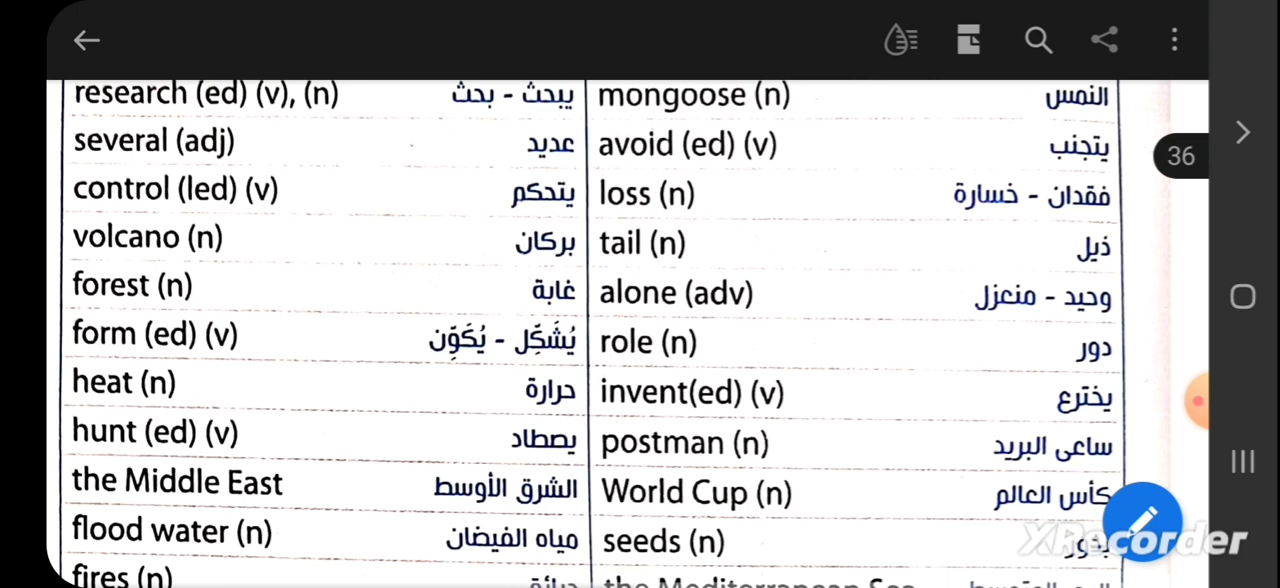 36
research (ed) (v), (n) يبحث - بحث mongoose (n) النمس
several (adj) عديد avoid (ed) (v) يتجنب
control (led) (v) يتحكم loss (n) فقدان - خسارة
volcano (n) بركان tail (n) ذيل
forest (n) غابة alone (adv) وحيد - منعزل
form (ed) (v) يُشَكِّل - يُكَوِّن role (n) دور
heat (n) حرارة invent(ed) (v) يخترع
hunt (ed) (v) يصطاد postman (n) ساعى البريد
the Middle East الشرق الأوسط World Cup (n) كأس العالم
flood water (n) مياه الفيضان seeds (n)
XRecorder
fires (n) the Mediterranean Sea